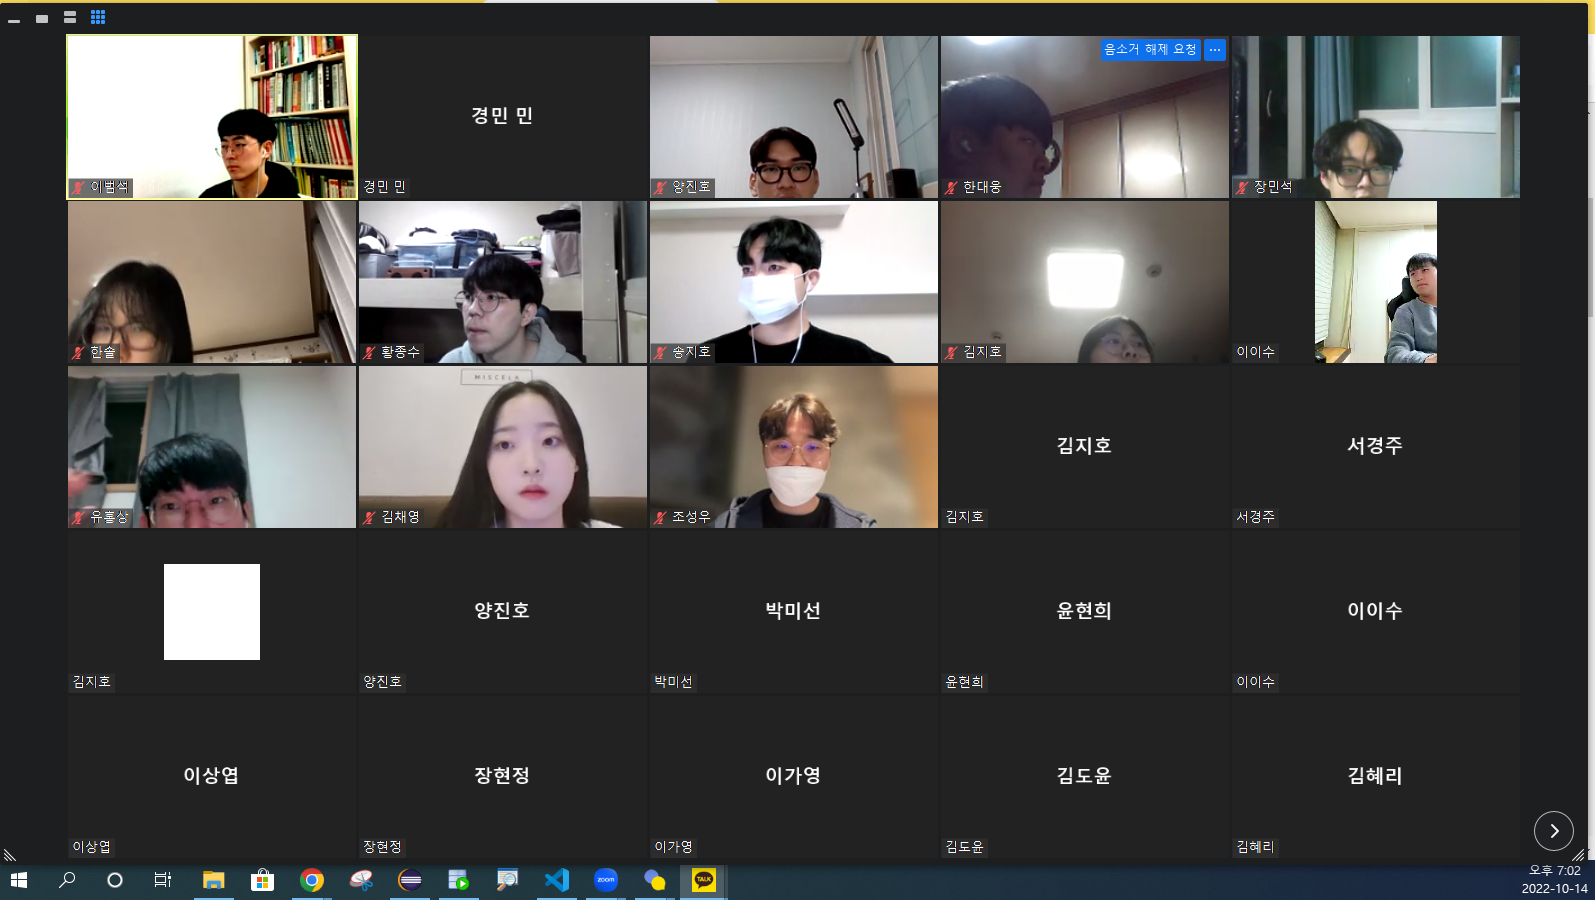 음소거 해제 요청 ...
이범석
경민 민
경민 민
양진호
한대웅
장민석
한솔
황종수
송지호
김지호
이이수
MISCELA
유홍상
김채영
조성우
김지호
김지호
서경주
서경주
김지호
양진호
양진호
박미선
박미선
윤현희
윤현희
이이수
이이수
이상엽
이상엽
장현정
장현정
이가영
이가영
김도윤
김도윤
김혜리
김혜리
zoom
TALK
오후 7:02
2022-10-14